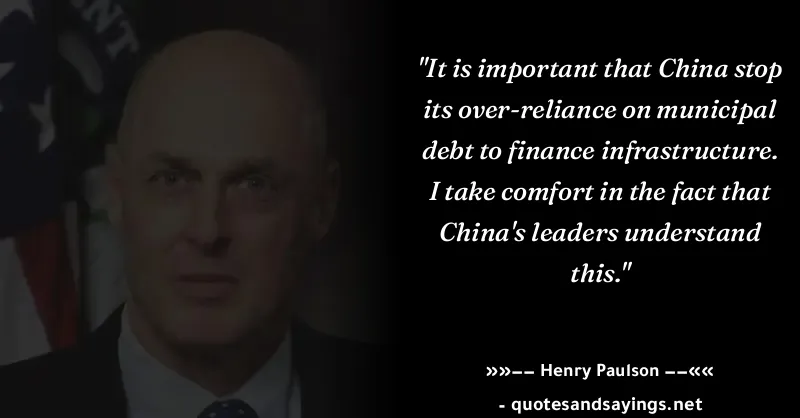 ENT
"It is important that China stop
its over-reliance on municipal
debt to finance infrastructure.
I take comfort in the fact that
China's leaders understand
this."
»»−− Henry Paulson −−««
- quotesandsayings.net